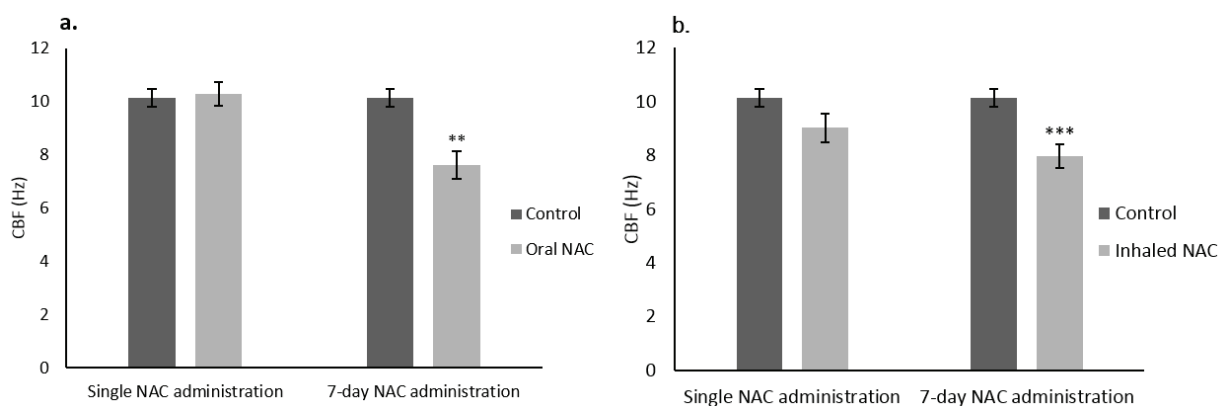 a.
12
10
8
6
4
2
0
CBF (Hz)
**
Control
Oral NAC
Single NAC administration
7-day NAC administration
b.
12
10
8
6
4
2
0
CBF (Hz)
***
Control
Inhaled NAC
Single NAC administration
7-day NAC administration